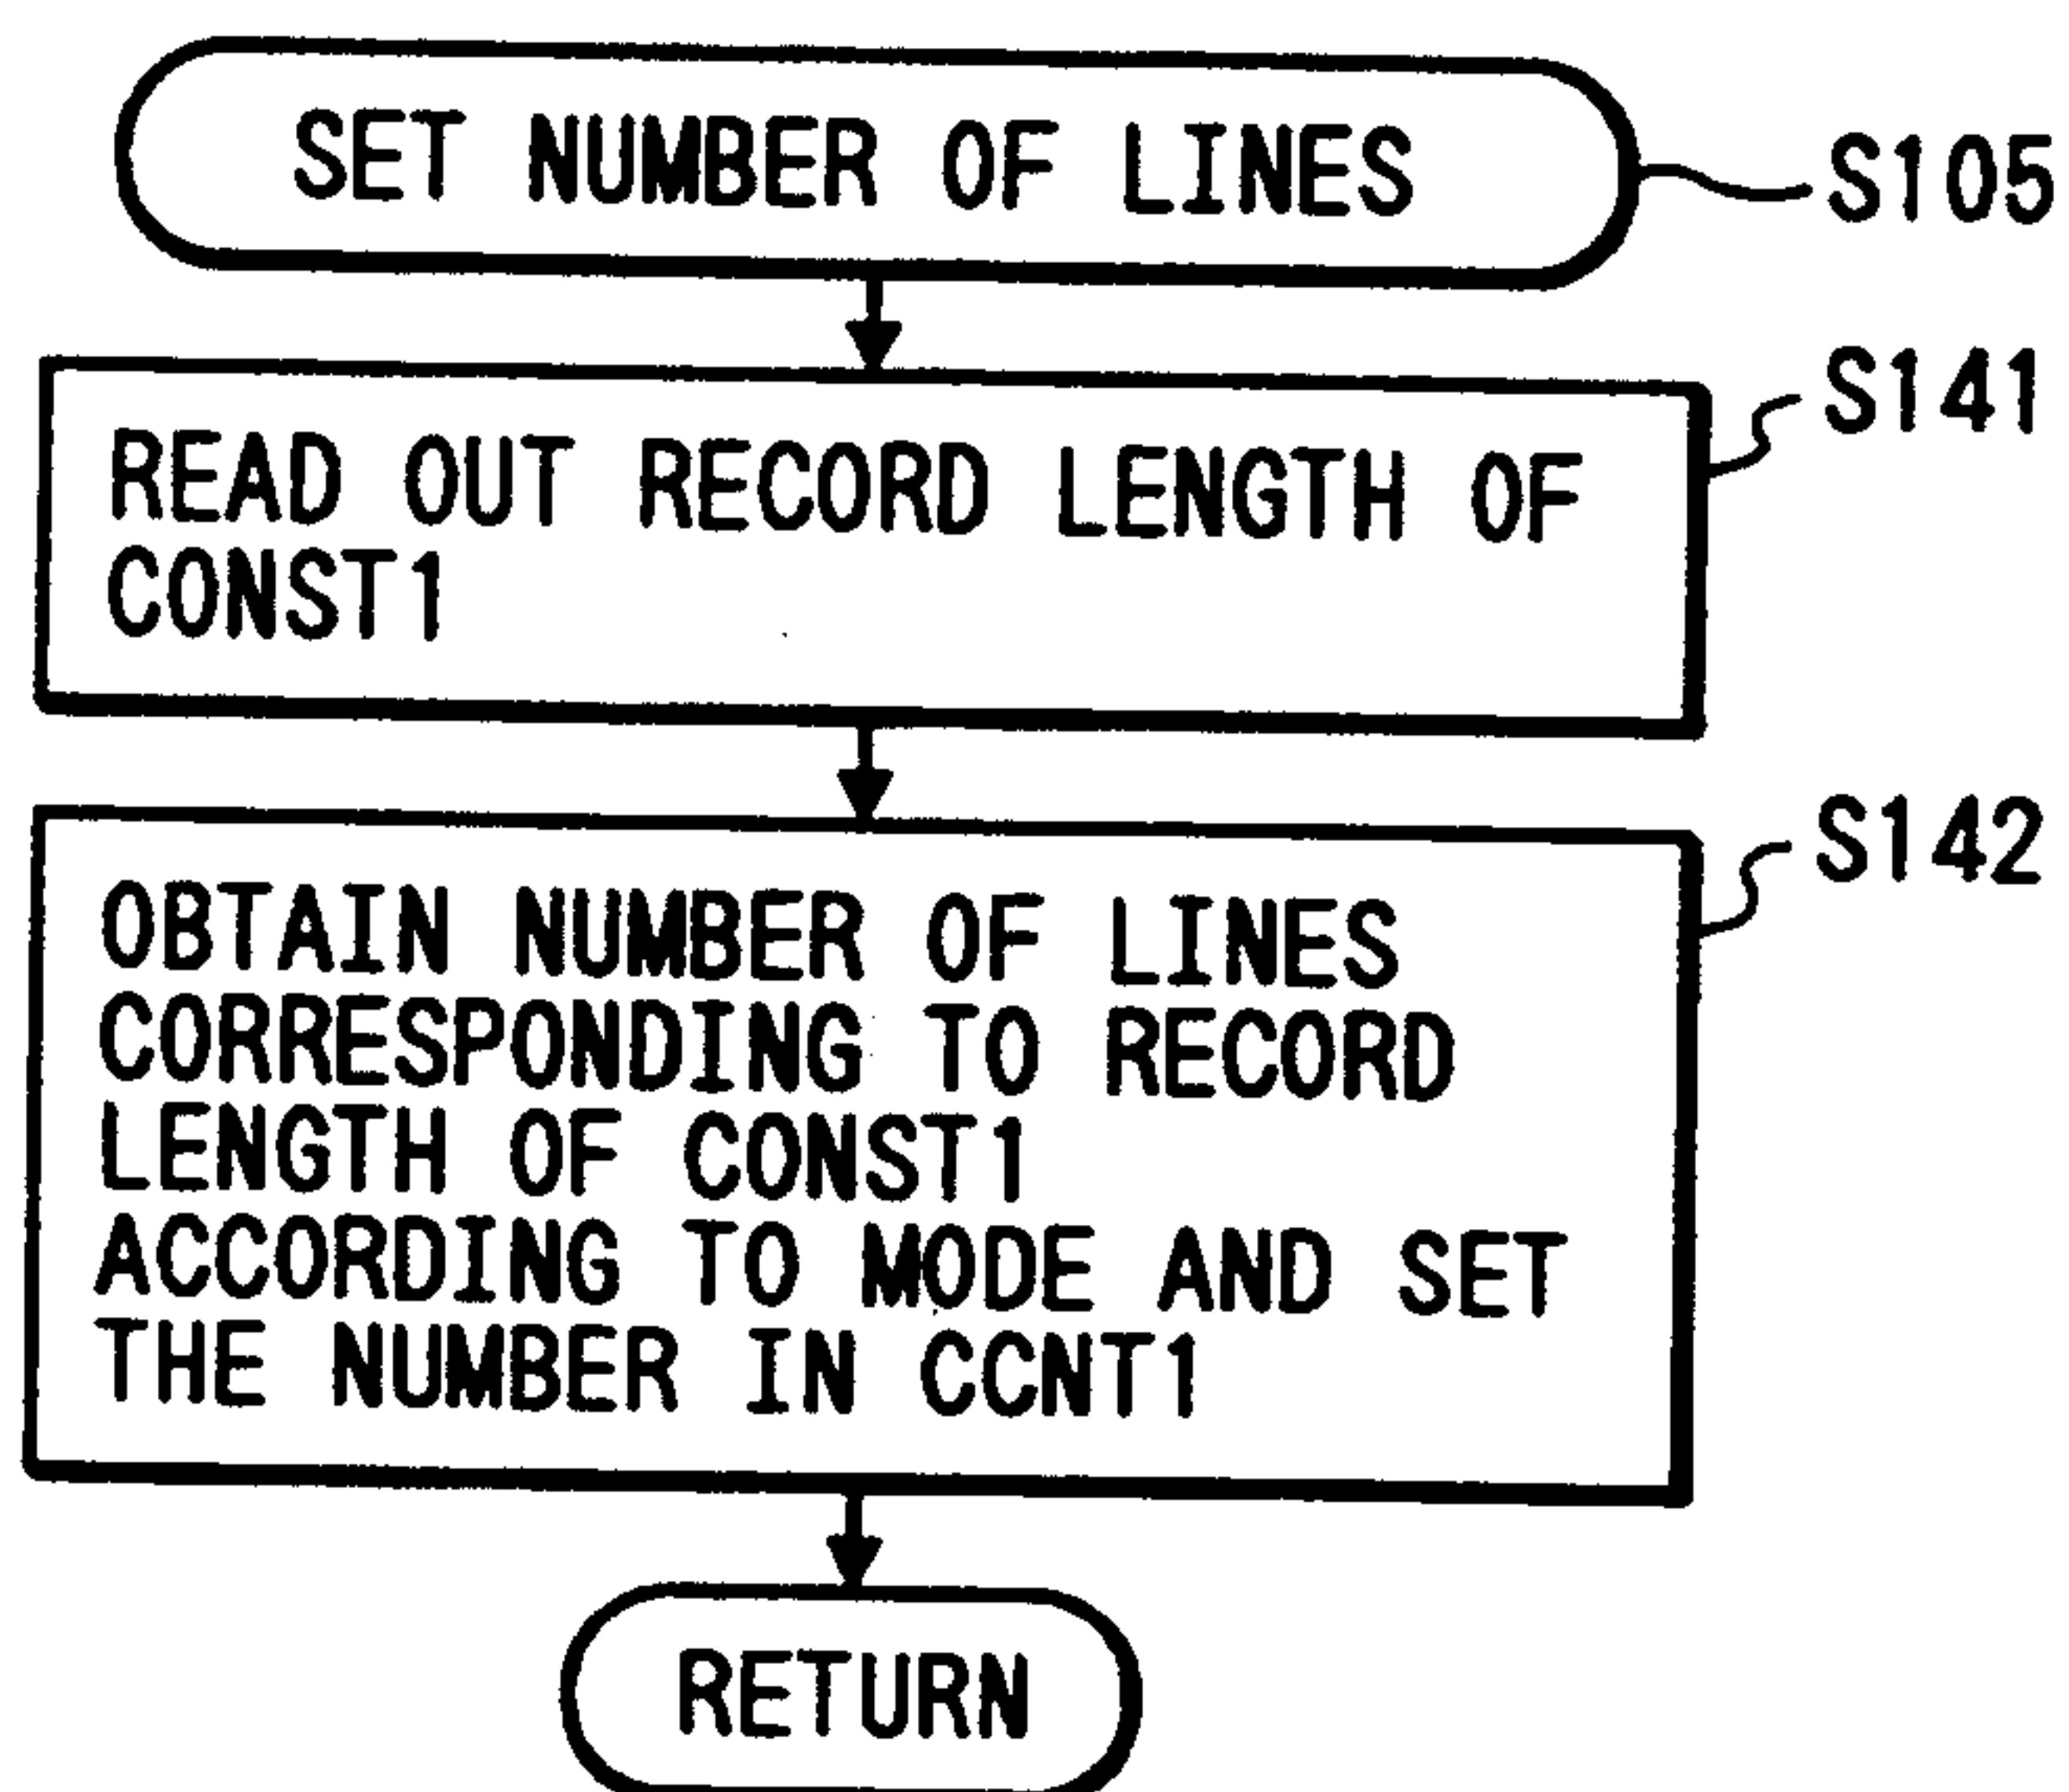 SET NUMBER OF LINES
S105
READ OUT RECORD LENGTH OF
CONST1
S141
OBTAIN NUMBER OF LINES
CORRESPONDING TO RECORD
LENGTH OF CONST1
ACCORDING TO MODE AND SET
THE NUMBER IN CCNT1
S142
RETURN